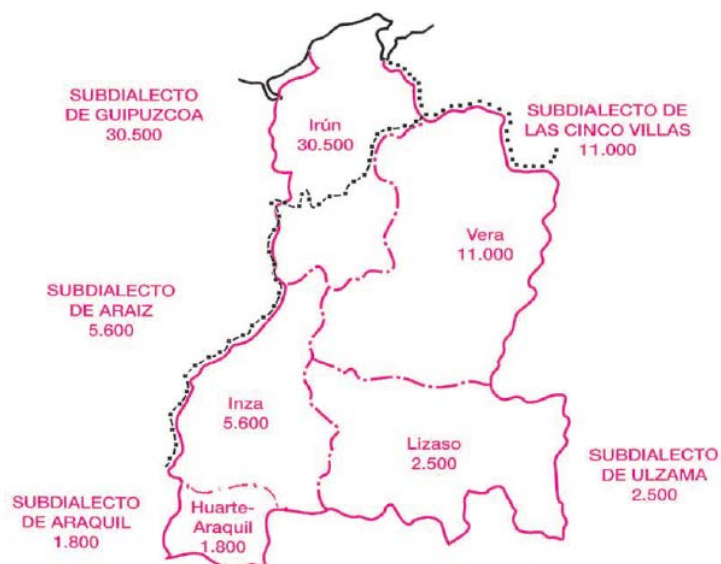 SUBDIALECTO
DE GUIPUZCOA
30.500
Irún
30.500
SUBDIALECTO DE
LAS CINCO VILLAS
11.000
Vera
11.000
SUBDIALECTO
DE ARAIZ
5.600
Inza
5.600
Lizaso
2.500
SUBDIALECTO
DE ULZAMA
2.500
SUBDIALECTO
DE ARAQUIL
1.800
Huarte-
Araquil
1.800